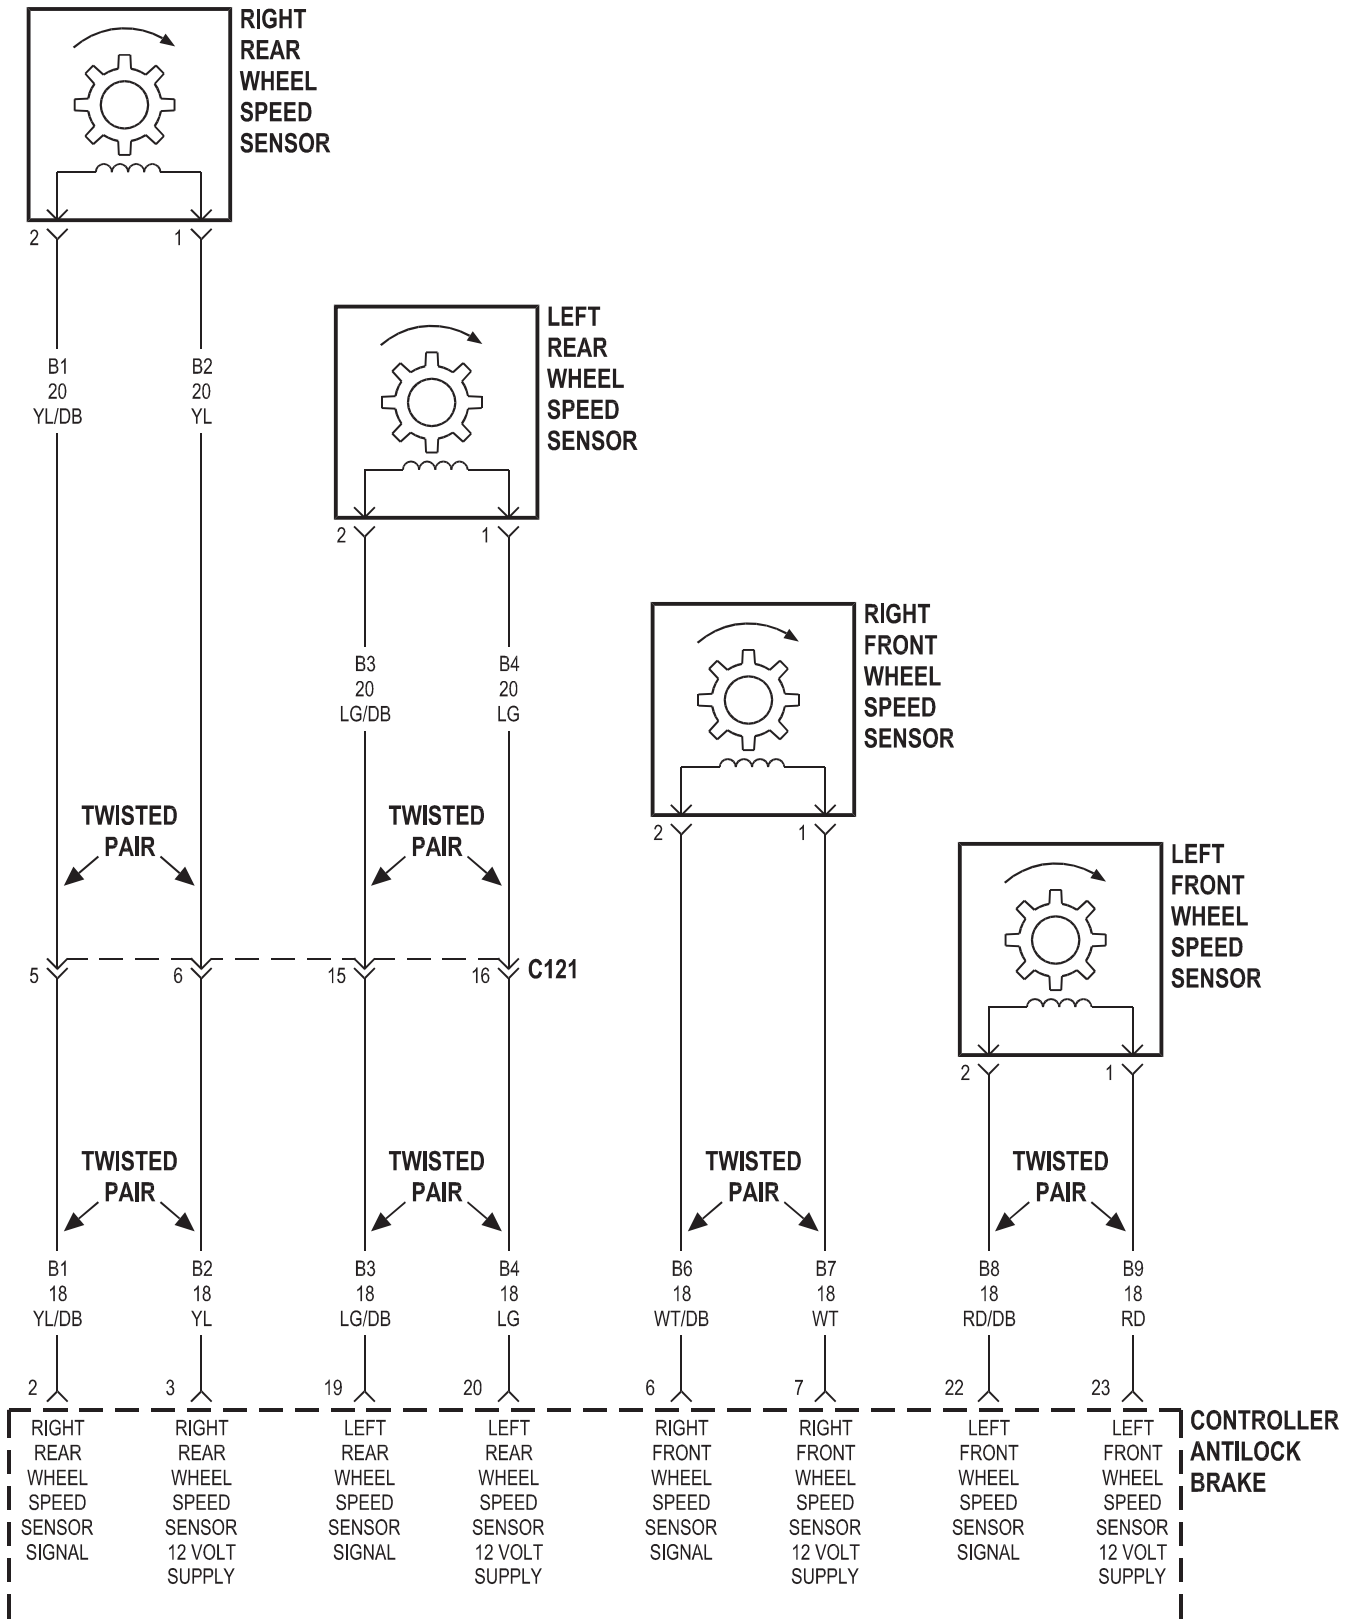 RIGHT
REAR
WHEEL
SPEED
SENSOR
2 1
B1
20
YL/DB
B2
20
YL
LEFT
REAR
WHEEL
SPEED
SENSOR
2 1
B3
20
LG/DB
B4
20
LG
RIGHT
FRONT
WHEEL
SPEED
SENSOR
2 1
LEFT
FRONT
WHEEL
SPEED
SENSOR
2 1
TWISTED
PAIR
TWISTED
PAIR
5 6 15 16 C121
TWISTED
PAIR
TWISTED
PAIR
TWISTED
PAIR
TWISTED
PAIR
B1
18
YL/DB
B2
18
YL
B3
18
LG/DB
B4
18
LG
B6
18
WT/DB
B7
18
WT
B8
18
RD/DB
B9
18
RD
2 3 19 20 6 7 22 23
RIGHT
REAR
WHEEL
SPEED
SENSOR
SIGNAL
RIGHT
REAR
WHEEL
SPEED
SENSOR
12 VOLT
SUPPLY
LEFT
REAR
WHEEL
SPEED
SENSOR
SIGNAL
LEFT
REAR
WHEEL
SPEED
SENSOR
12 VOLT
SUPPLY
RIGHT
FRONT
WHEEL
SPEED
SENSOR
SIGNAL
RIGHT
FRONT
WHEEL
SPEED
SENSOR
12 VOLT
SUPPLY
LEFT
FRONT
WHEEL
SPEED
SENSOR
SIGNAL
LEFT
FRONT
WHEEL
SPEED
SENSOR
12 VOLT
SUPPLY
CONTROLLER
ANTILOCK
BRAKE